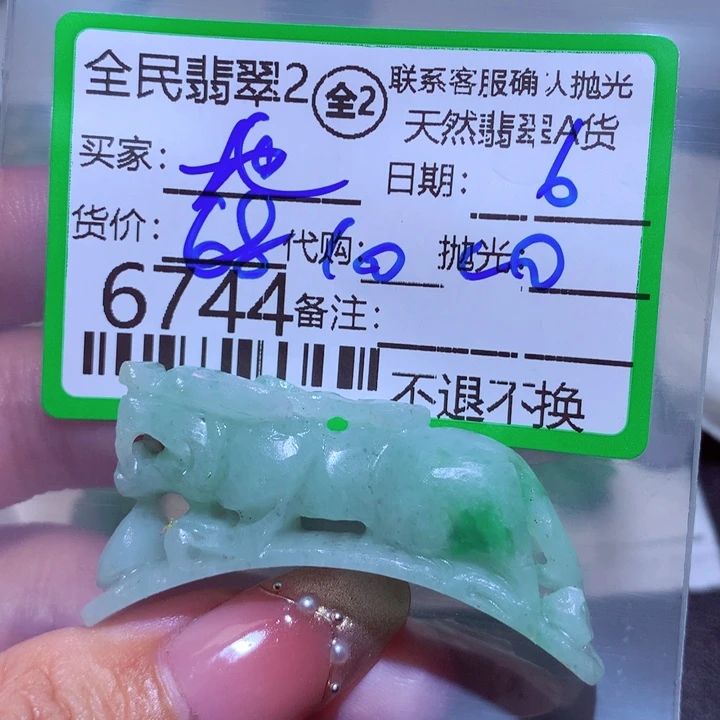 全民翡翠2 全2 联系客服确认抛光
天然翡翠A货
买家: 日期: 6
货价: 68 代购: 10 抛光: 20
6744 备注:
不退不换